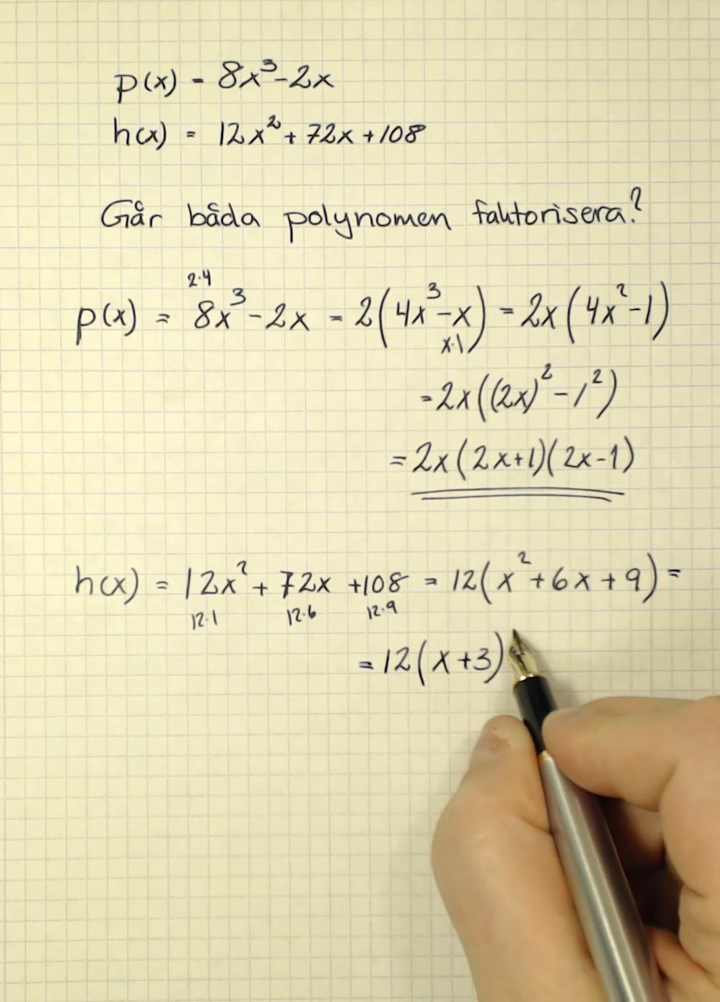 p(x) = 8x³-2x
h(x) = 12x²+72x+108
Går båda polynomen faktorisera?
2·4
p(x) = 8x³-2x = 2(4x³-x) = 2x(4x²-1)
x·1
=2x((2x)²-1²)
=2x(2x+1)(2x-1)
h(x) = 12x²+72x+108 = 12(x²+6x+9)=
12·1 12·6 12·9
=12(x+3)